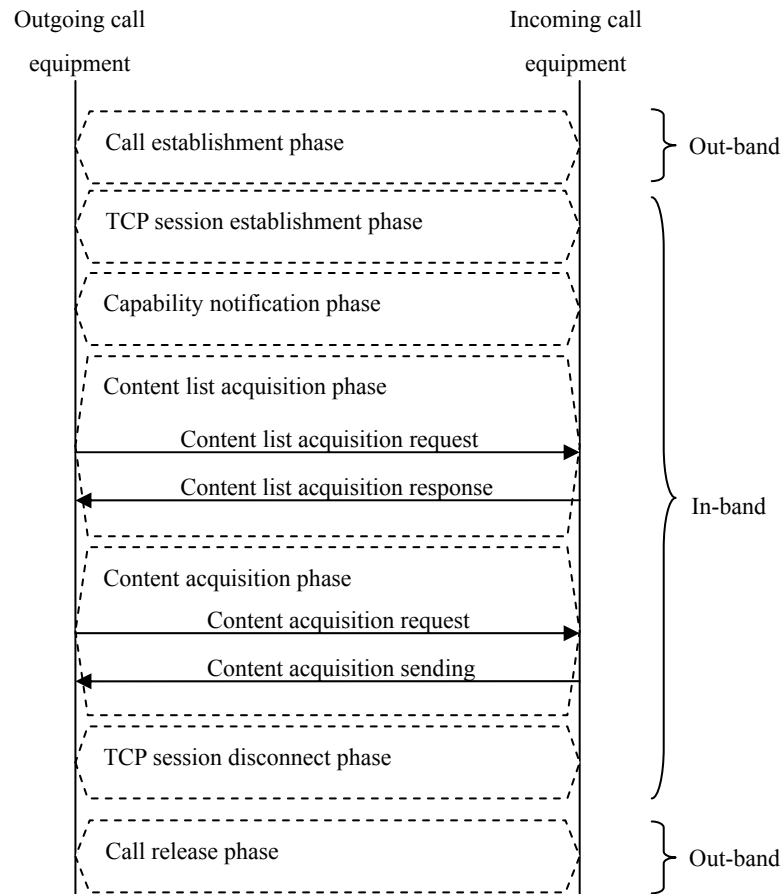 Outgoing call
equipment
Incoming call
equipment
Call establishment phase
Out-band
TCP session establishment phase
Capability notification phase
Content list acquisition phase
Content list acquisition request
Content list acquisition response
In-band
Content acquisition phase
Content acquisition request
Content acquisition sending
TCP session disconnect phase
Call release phase
Out-band